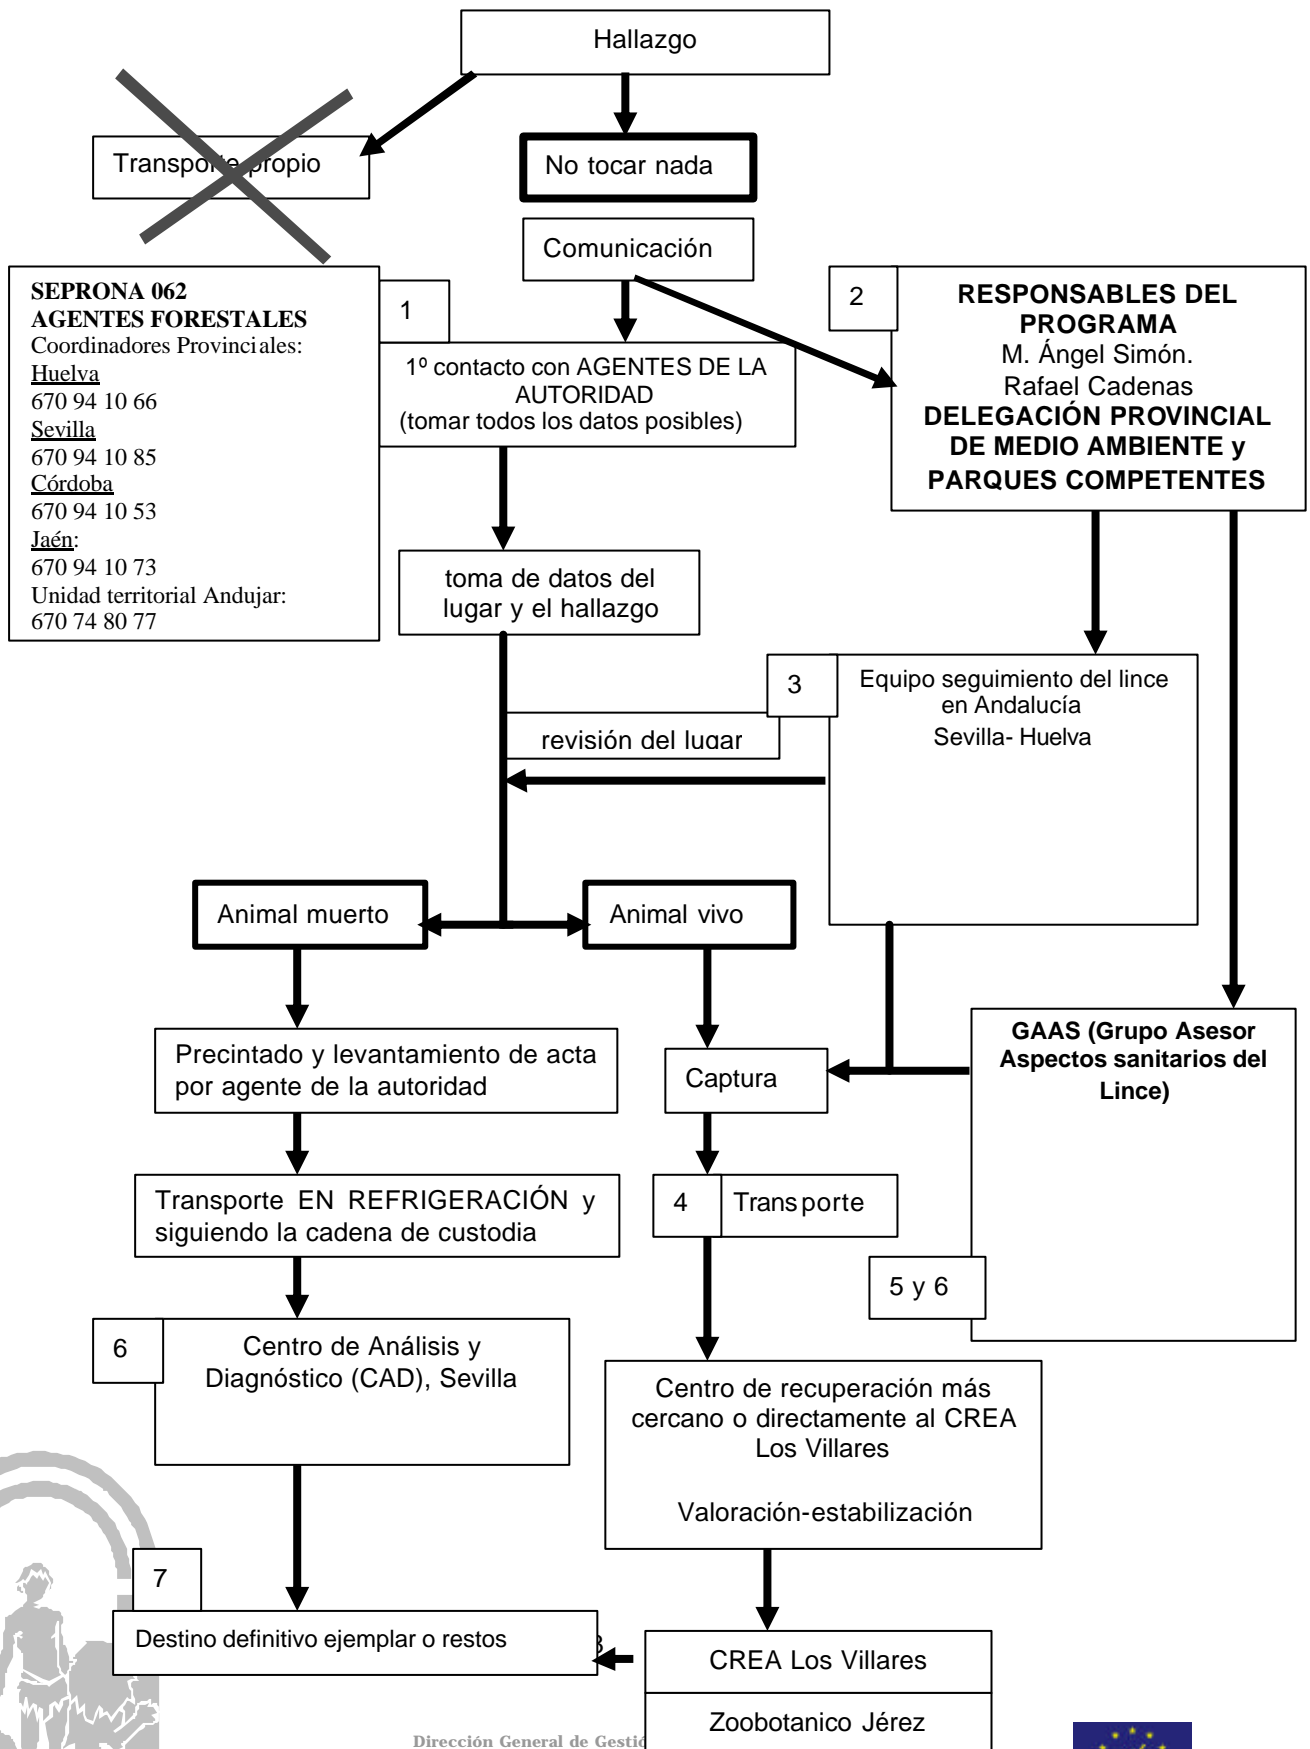 Hallazgo
Transporte propio
No tocar nada
Comunicación
SEPRONA 062
AGENTES FORESTALES
Coordinadores Provinciales:
Huelva
670 94 10 66
Sevilla
670 94 10 85
Córdoba
670 94 10 53
Jaén:
670 94 10 73
Unidad territorial Andujar:
670 74 80 77
1
1º contacto con AGENTES DE LA
AUTORIDAD
(tomar todos los datos posibles)
2
RESPONSABLES DEL
PROGRAMA
M. Ángel Simón.
Rafael Cadenas
DELEGACIÓN PROVINCIAL
DE MEDIO AMBIENTE y
PARQUES COMPETENTES
toma de datos del
lugar y el hallazgo
3
Equipo seguimiento del lince
en Andalucía
Sevilla- Huelva
revisión del lugar
Animal muerto
Animal vivo
Precintado y levantamiento de acta
por agente de la autoridad
Captura
GAAS (Grupo Asesor
Aspectos sanitarios del
Lince)
Transporte EN REFRIGERACIÓN y
siguiendo la cadena de custodia
4
Transporte
5 y 6
6
Centro de Análisis y
Diagnóstico (CAD), Sevilla
Centro de recuperación más
cercano o directamente al CREA
Los Villares
Valoración-estabilización
7
Destino definitivo ejemplar o restos
CREA Los Villares
Zoobotanico Jérez
Dirección General de